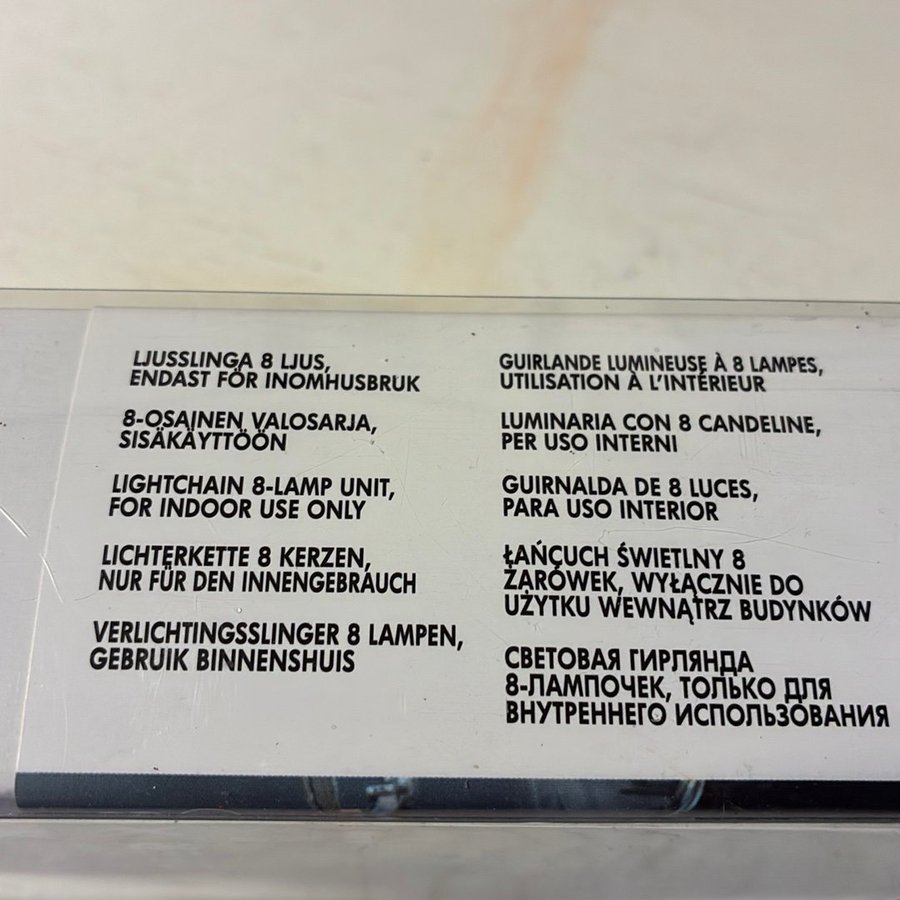 LJUSSLINGA 8 LJUS,
ENDAST FÖR INOMHUSBRUK
8-OSAINEN VALOSARJA,
SISÄKÄYTTÖÖN
LIGHTCHAIN 8-LAMP UNIT,
FOR INDOOR USE ONLY
LICHTERKETTE 8 KERZEN,
NUR FÜR DEN INNENGEBRAUCH
VERLICHTINGSSLINGER 8 LAMPEN,
GEBRUIK BINNENSHUIS
GUIRLANDE LUMINEUSE À 8 LAMPES,
UTILISATION À L'INTÉRIEUR
LUMINARIA CON 8 CANDELINE,
PER USO INTERNI
GUIRNALDA DE 8 LUCES,
PARA USO INTERIOR
ŁAŃCUCH ŚWIETLNY 8
ŻARÓWEK, WYŁĄCZNIE DO
UŻYTKU WEWNĄTRZ BUDYNKÓW
СВЕТОВАЯ ГИРЛЯНДА
8-ЛАМПОЧЕК, ТОЛЬКО ДЛЯ
ВНУТРЕННЕГО ИСПОЛЬЗОВАНИЯ